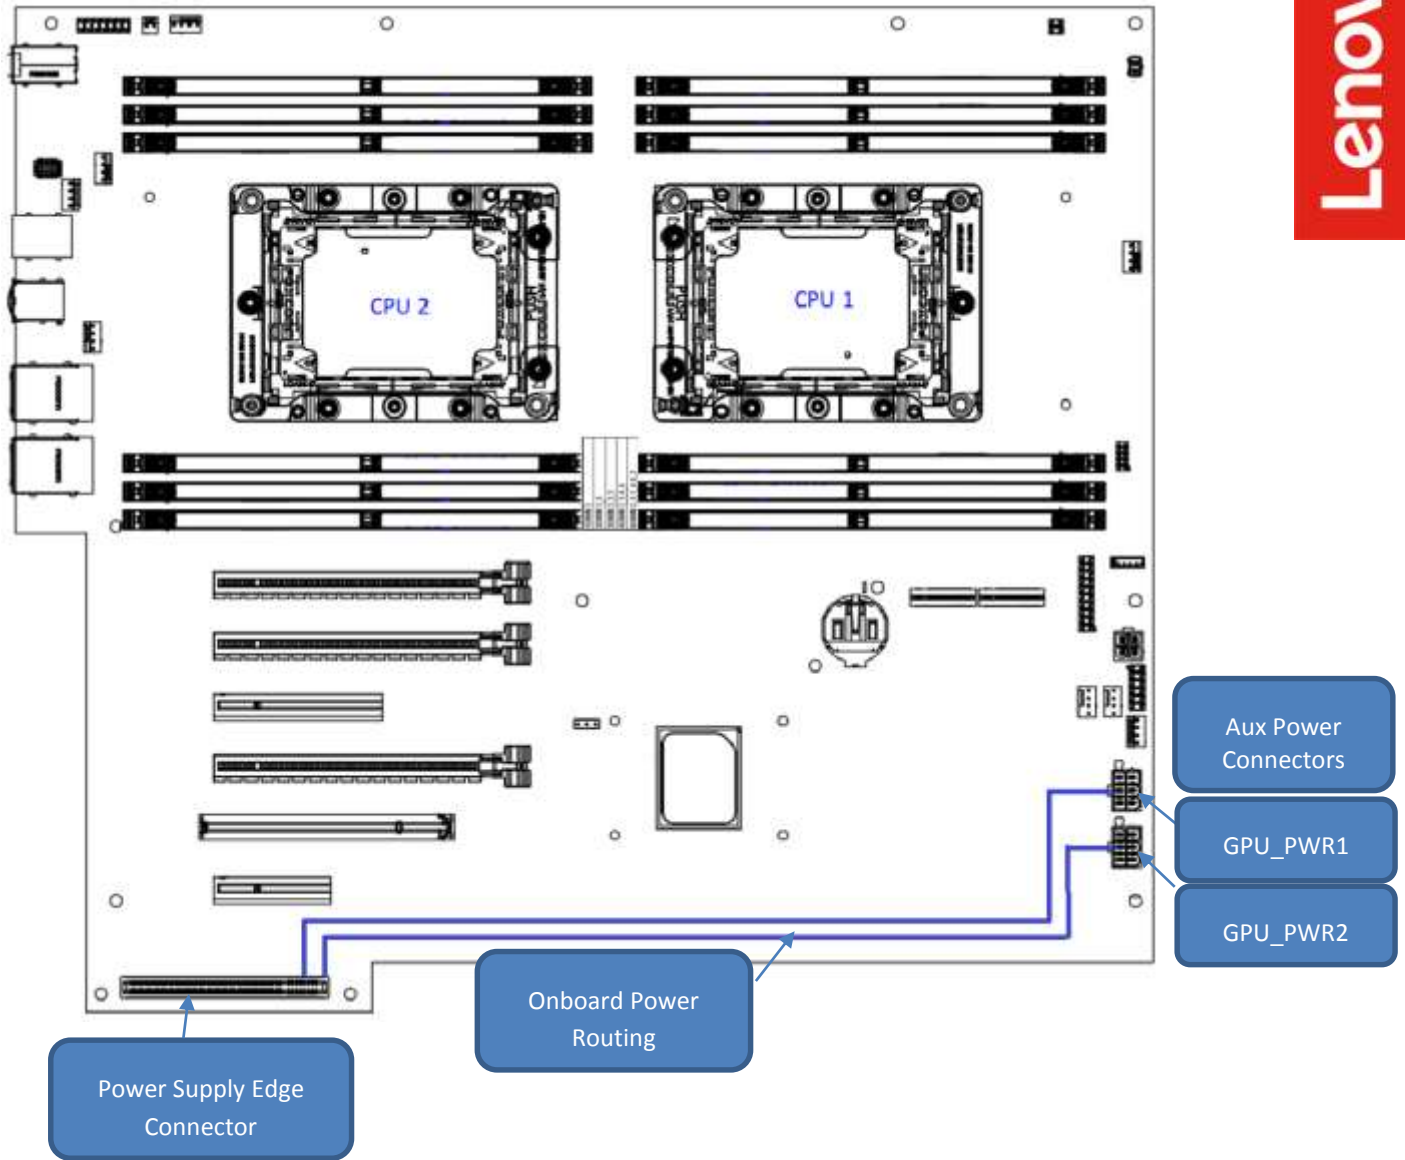 Lenov
CPU 2
CPU 1
Aux Power
Connectors
GPU_PWR1
GPU_PWR2
Onboard Power
Routing
Power Supply Edge
Connector